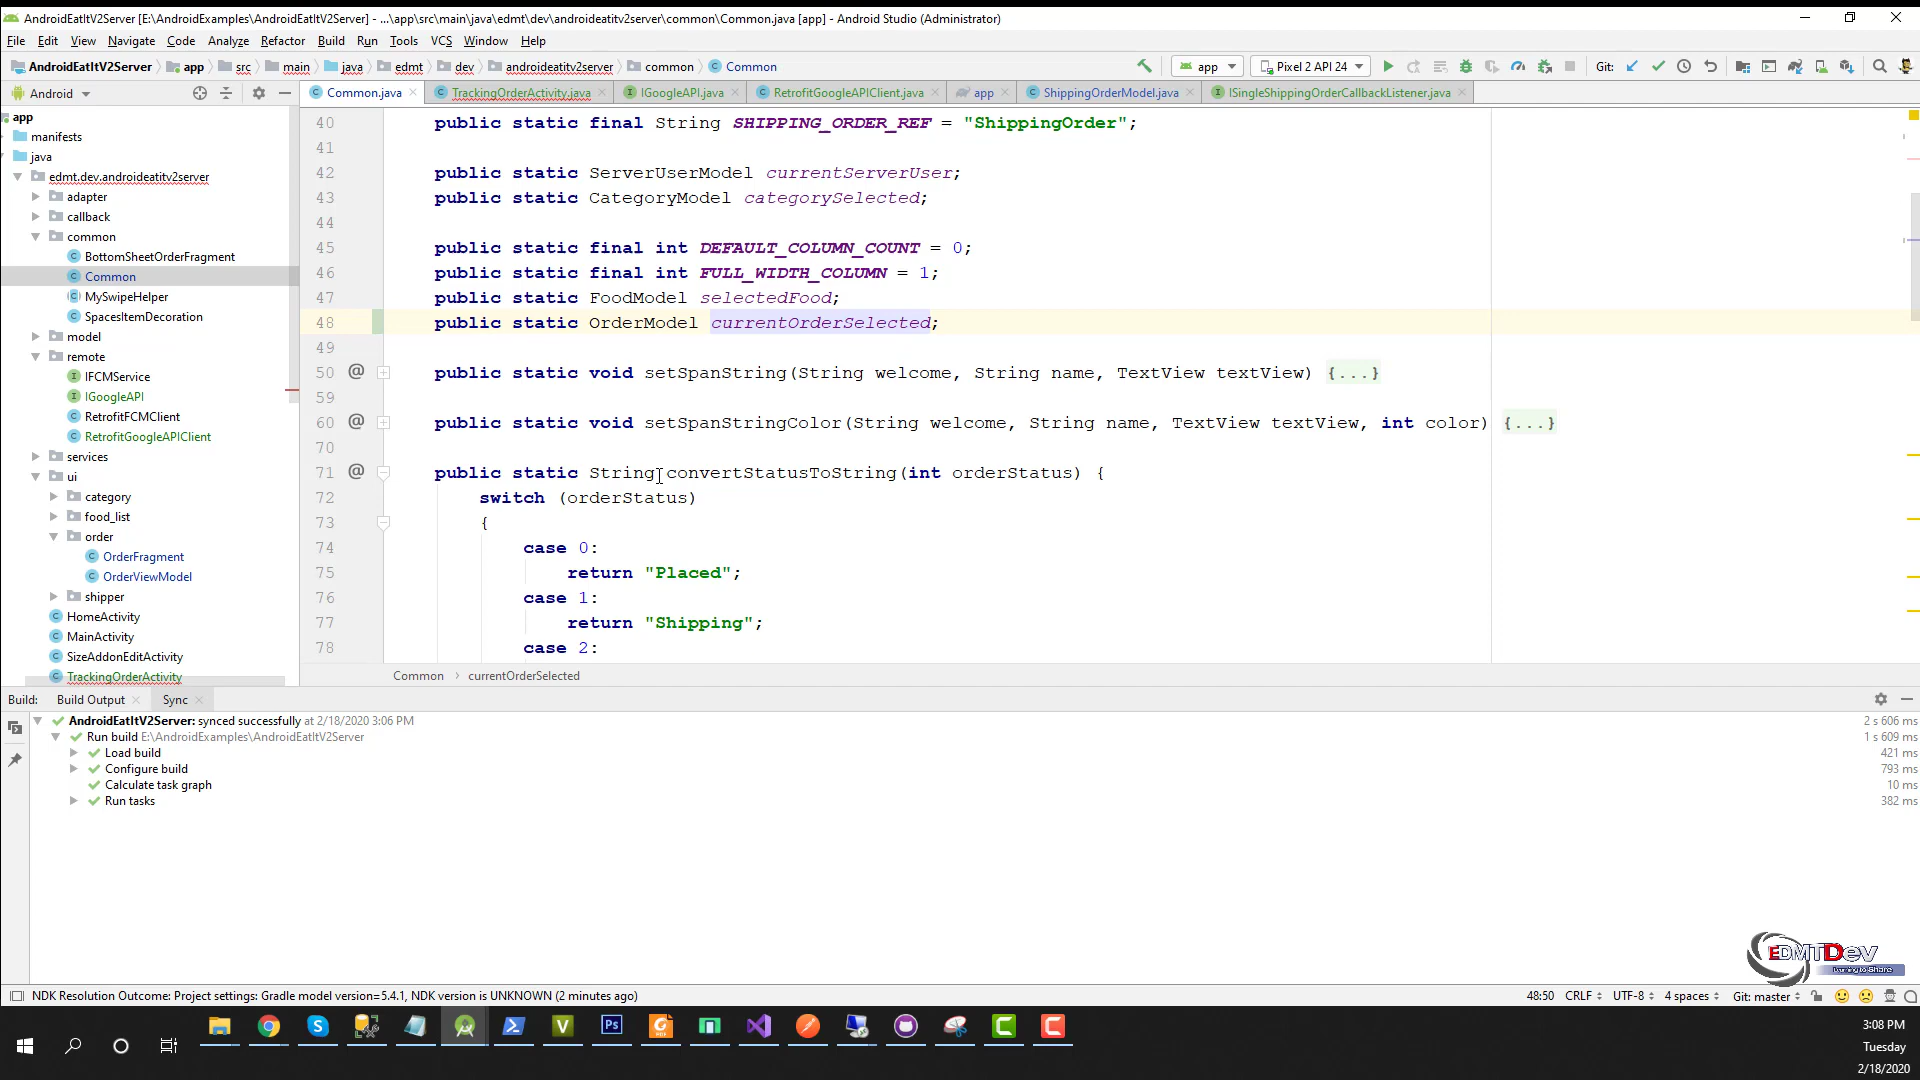 AndroidEatItV2Server [E:\AndroidExamples\AndroidEatItV2Server] - ...\app\src\main\java\edmt\dev\androideatitv2server\common\Common.java [app] - Android Studio (Administrator)
File Edit View Navigate Code Analyze Refactor Build Run Tools VCS Window Help
AndroidEatItV2Server app src main java edmt dev androideatitv2server common Common app Pixel 2 API 24 Git:
Android Common.java TrackingOrderActivity.java IGoogleAPI.java RetrofitGoogleAPIClient.java app ShippingOrderModel.java ISingleShippingOrderCallbackListener.java
app
manifests
java
edmt.dev.androideatitv2server
adapter
callback
common
BottomSheetOrderFragment
Common
MySwipeHelper
SpacesItemDecoration
model
remote
IFCMService
IGoogleAPI
RetrofitFCMClient
RetrofitGoogleAPIClient
services
ui
category
food_list
order
OrderFragment
OrderViewModel
shipper
HomeActivity
MainActivity
SizeAddonEditActivity
TrackingOrderActivity
40 public static final String SHIPPING_ORDER_REF = "ShippingOrder";
41
42 public static ServerUserModel currentServerUser;
43 public static CategoryModel categorySelected;
44
45 public static final int DEFAULT_COLUMN_COUNT = 0;
46 public static final int FULL_WIDTH_COLUMN = 1;
47 public static FoodModel selectedFood;
48 public static OrderModel currentOrderSelected;
49
50 @ public static void setSpanString(String welcome, String name, TextView textView) {...}
59
60 @ public static void setSpanStringColor(String welcome, String name, TextView textView, int color) {...}
70
71 @ public static String convertStatusToString(int orderStatus) {
72 switch (orderStatus)
73 {
74 case 0:
75 return "Placed";
76 case 1:
77 return "Shipping";
78 case 2:
Common currentOrderSelected
Build: Build Output Sync
AndroidEatItV2Server: synced successfully at 2/18/2020 3:06 PM 2 s 606 ms
Run build E:\AndroidExamples\AndroidEatItV2Server 1 s 609 ms
Load build 421 ms
Configure build 793 ms
Calculate task graph 10 ms
Run tasks 382 ms
EDMTDev
Learning to Share
NDK Resolution Outcome: Project settings: Gradle model version=5.4.1, NDK version is UNKNOWN (2 minutes ago) 48:50 CRLF UTF-8 4 spaces Git: master
3:08 PM
Tuesday
2/18/2020